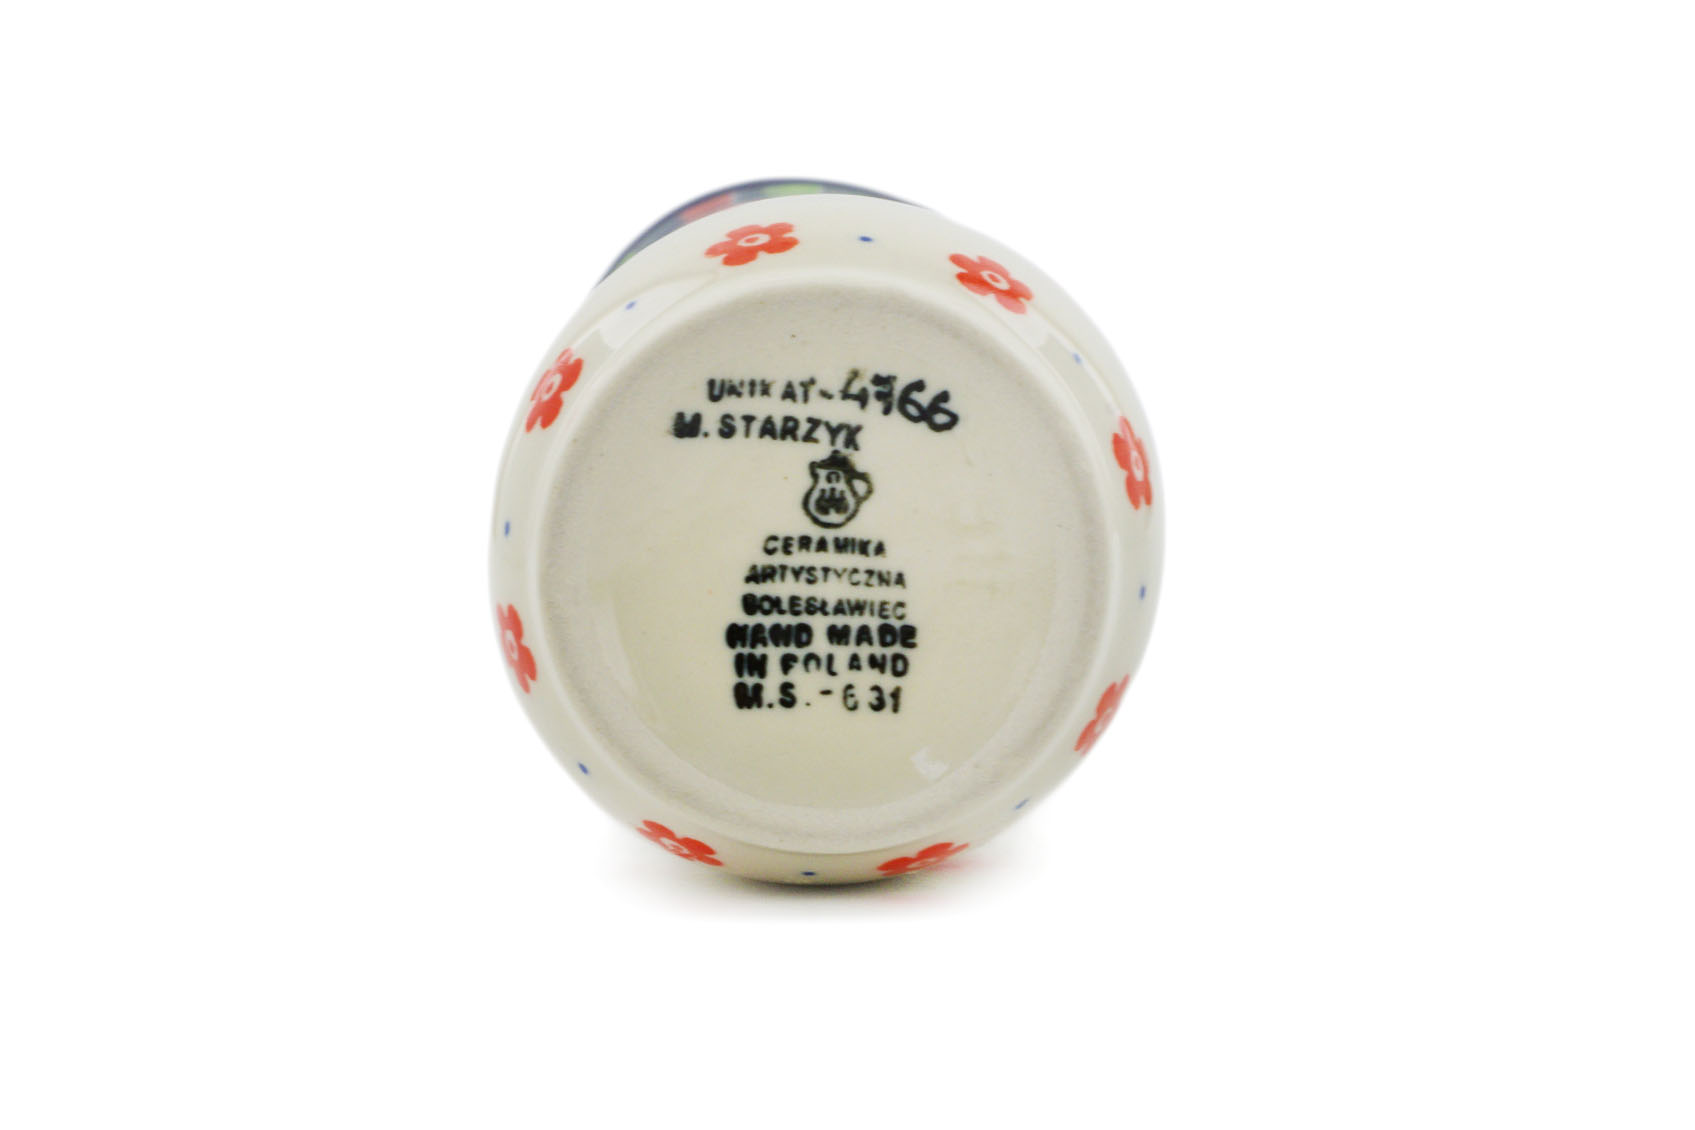 UNIKAT-4766
M. STARZYK
CERAMIKA
ARTYSTYCZNA
BOLESŁAWIEC
HAND MADE
IN POLAND
M.S.-631